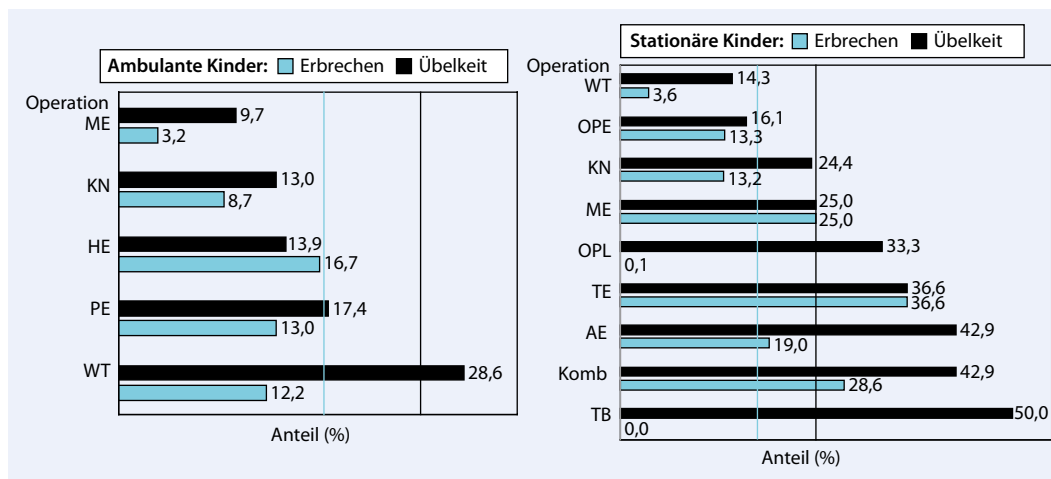 Ambulante Kinder: Erbrechen Übelkeit
Operation
ME 9,7
3,2
KN 13,0
8,7
HE 13,9
16,7
PE 17,4
13,0
WT 28,6
12,2
Anteil (%)
Stationäre Kinder: Erbrechen Übelkeit
Operation
WT 14,3
3,6
OPE 16,1
13,3
KN 24,4
13,2
ME 25,0
25,0
OPL 33,3
0,1
TE 36,6
36,6
AE 42,9
19,0
Komb 42,9
28,6
TB 50,0
0,0
Anteil (%)